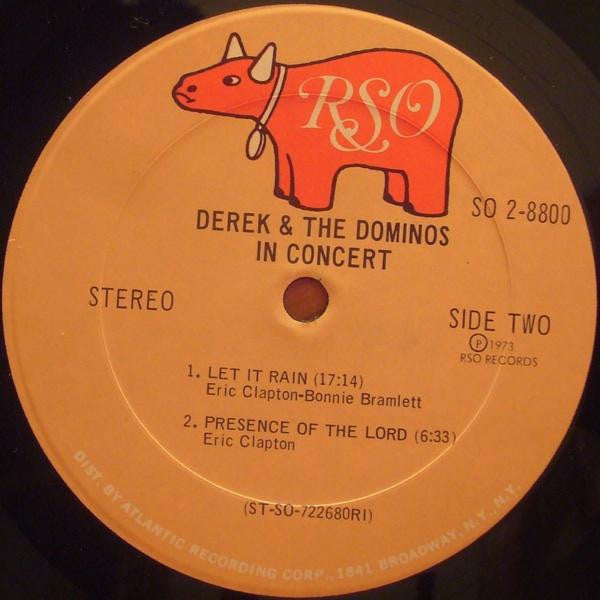 RSO
SO 2-8800
DEREK & THE DOMINOS
IN CONCERT
STEREO
SIDE TWO
Ⓟ 1973
RSO RECORDS
1. LET IT RAIN (17:14)
Eric Clapton-Bonnie Bramlett
2. PRESENCE OF THE LORD (6:33)
Eric Clapton
(ST-SO-722680RI)
DIST. BY ATLANTIC RECORDING CORP., 1841 BROADWAY, N.Y., N.Y.